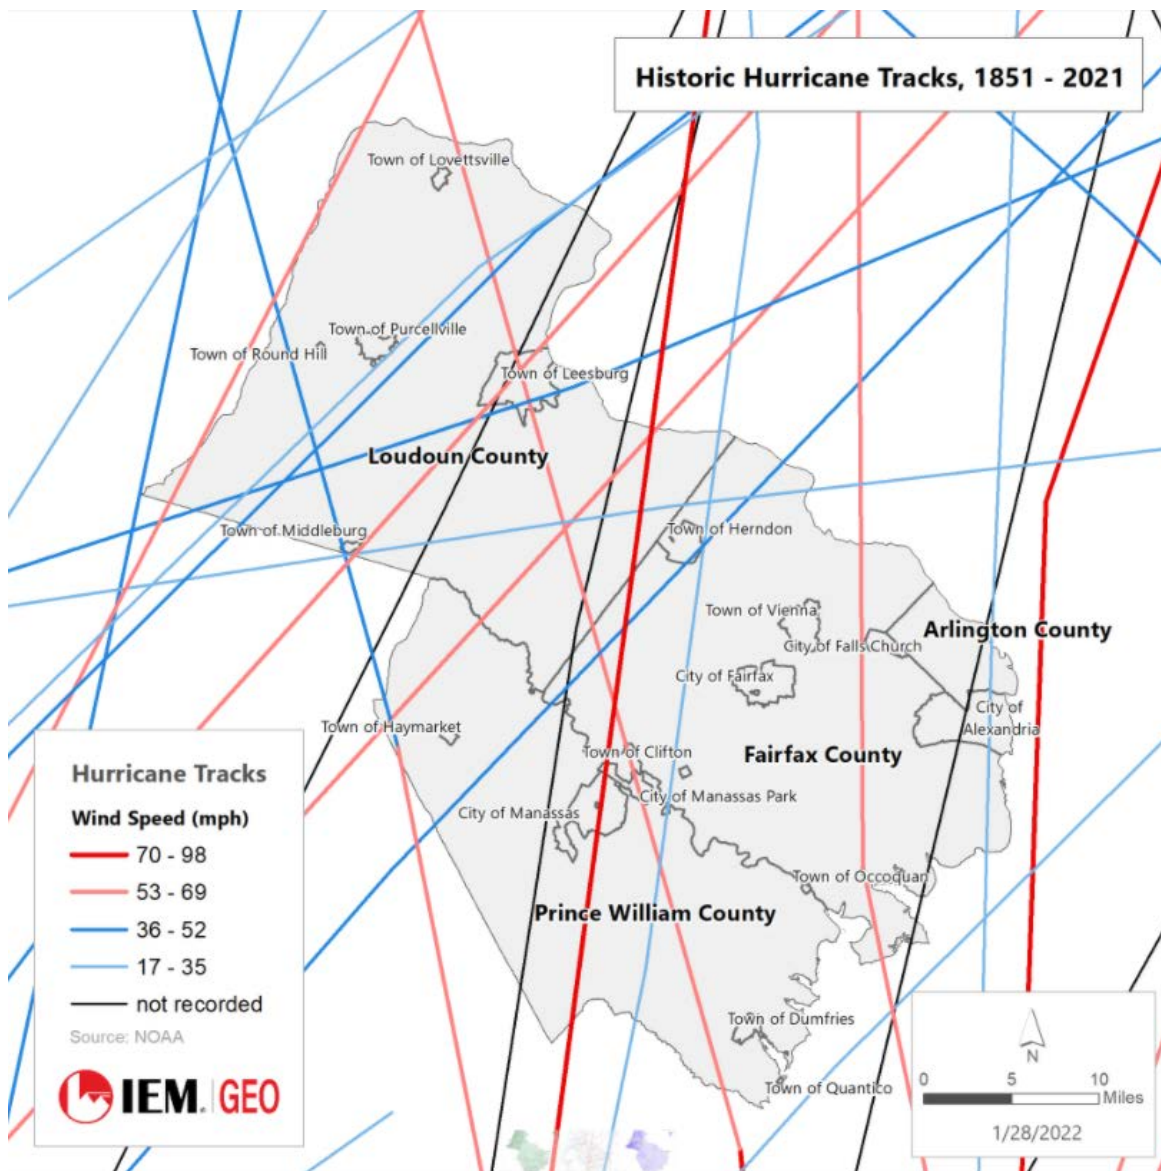 Historic Hurricane Tracks, 1851 - 2021
Town of Lovettsville
Town of Purcellville
Town of Round Hill
Town of Leesburg
Loudoun County
Town of Middleburg
Town of Herndon
Town of Vienna
Arlington County
City of Falls Church
City of Fairfax
City of
Alexandria
Town of Haymarket
Town of Clifton
Fairfax County
City of Manassas Park
City of Manassas
Town of Occoquan
Prince William County
Town of Dumfries
Town of Quantico
Hurricane Tracks
Wind Speed (mph)
70 - 98
53 - 69
36 - 52
17 - 35
not recorded
Source: NOAA
IEM GEO
N
0 5 10
Miles
1/28/2022